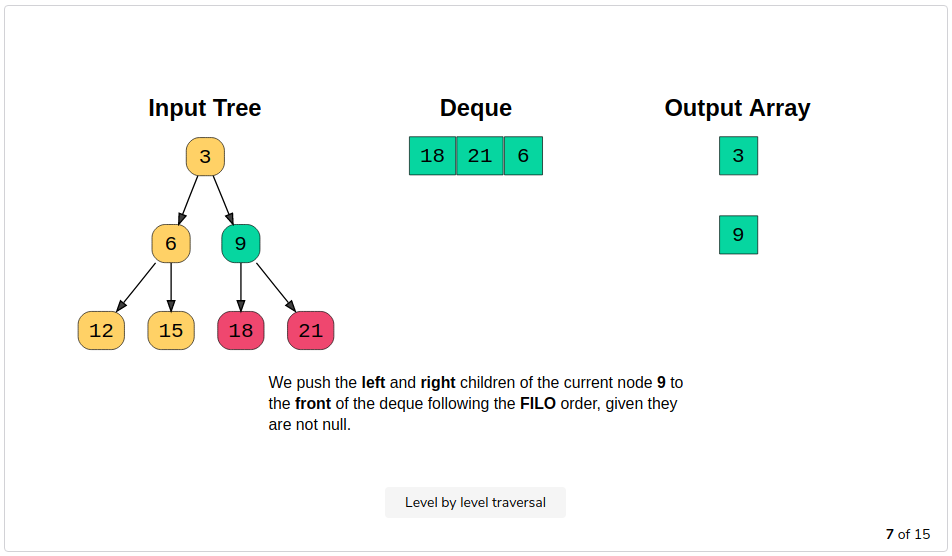 Input Tree
Deque
Output Array
3
18 21 6
3
9
6 9
12 15 18 21
We push the left and right children of the current node 9 to
the front of the deque following the FILO order, given they
are not null.
Level by level traversal
7 of 15